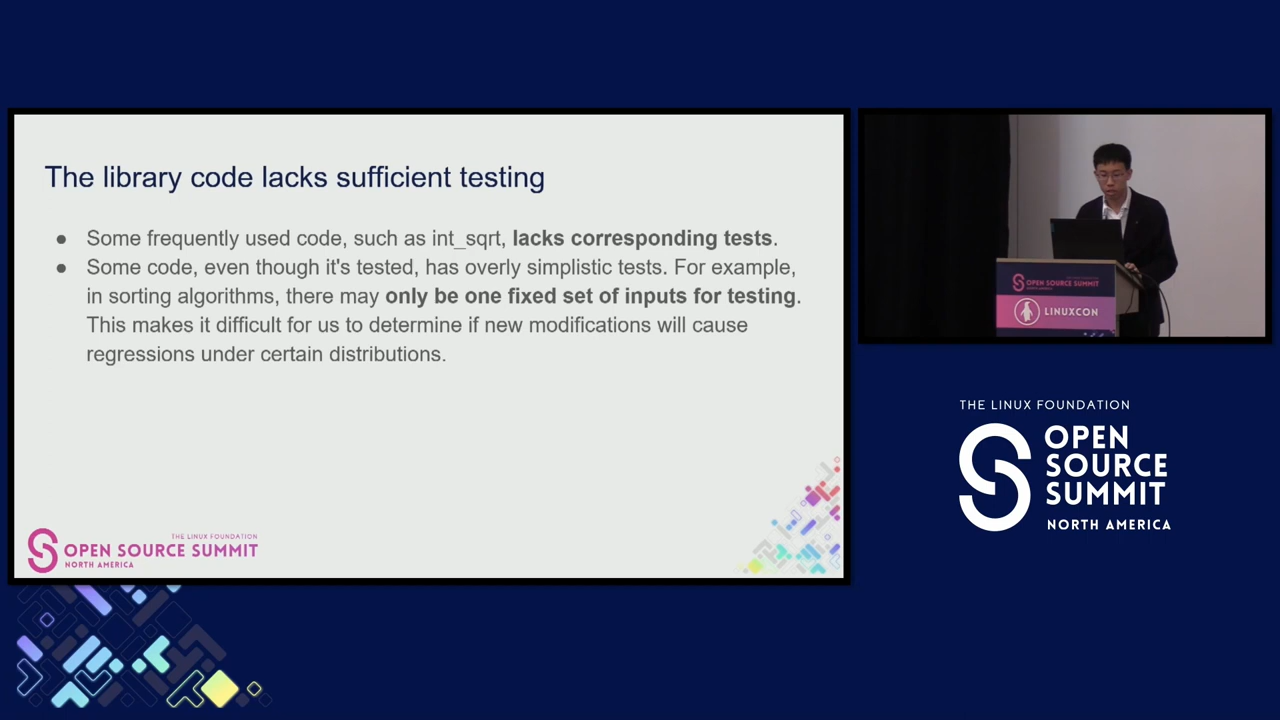 The library code lacks sufficient testing
● Some frequently used code, such as int_sqrt, lacks corresponding tests.
● Some code, even though it's tested, has overly simplistic tests. For example,
in sorting algorithms, there may only be one fixed set of inputs for testing.
This makes it difficult for us to determine if new modifications will cause
regressions under certain distributions.
THE LINUX FOUNDATION
OPEN SOURCE SUMMIT
NORTH AMERICA
OPEN SOURCE SUMMIT
LINUXCON
THE LINUX FOUNDATION
OPEN
SOURCE
SUMMIT
NORTH AMERICA